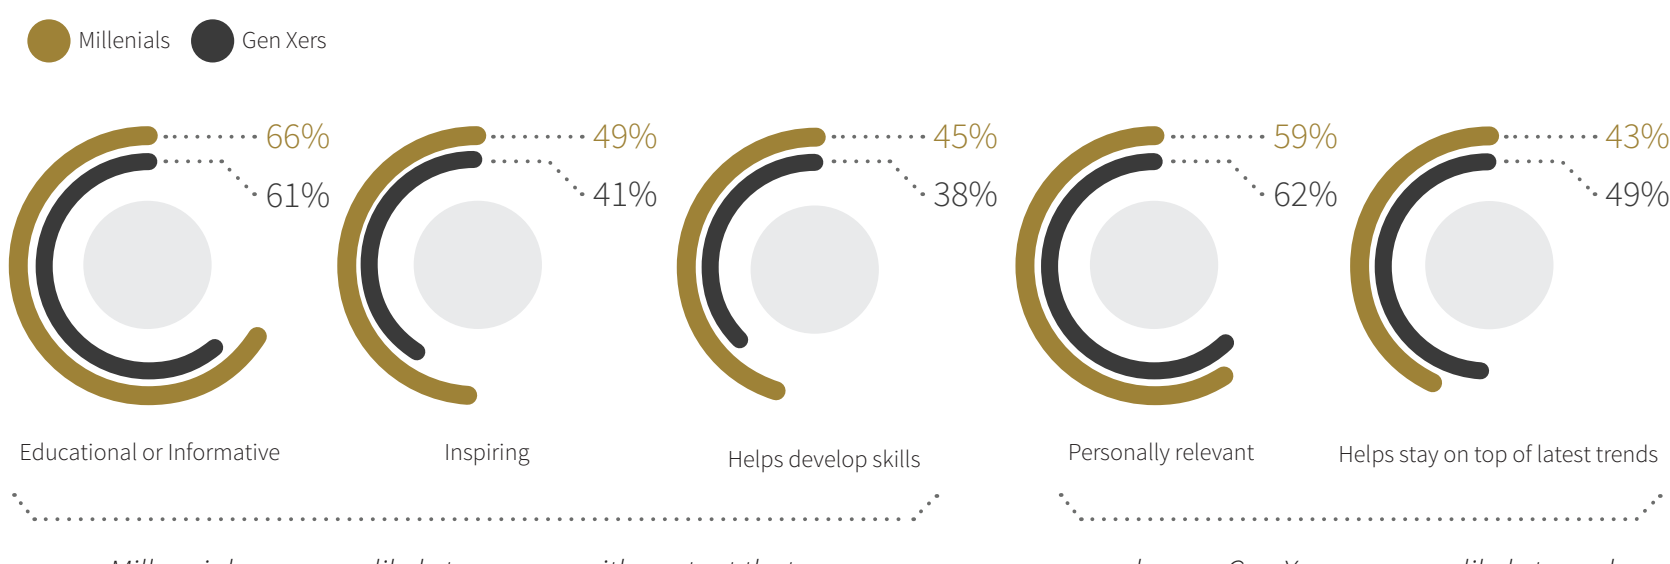 Millenials Gen Xers
66% 49% 45% 59% 43%
61% 41% 38% 62% 49%
Educational or Informative Inspiring Helps develop skills Personally relevant Helps stay on top of latest trends